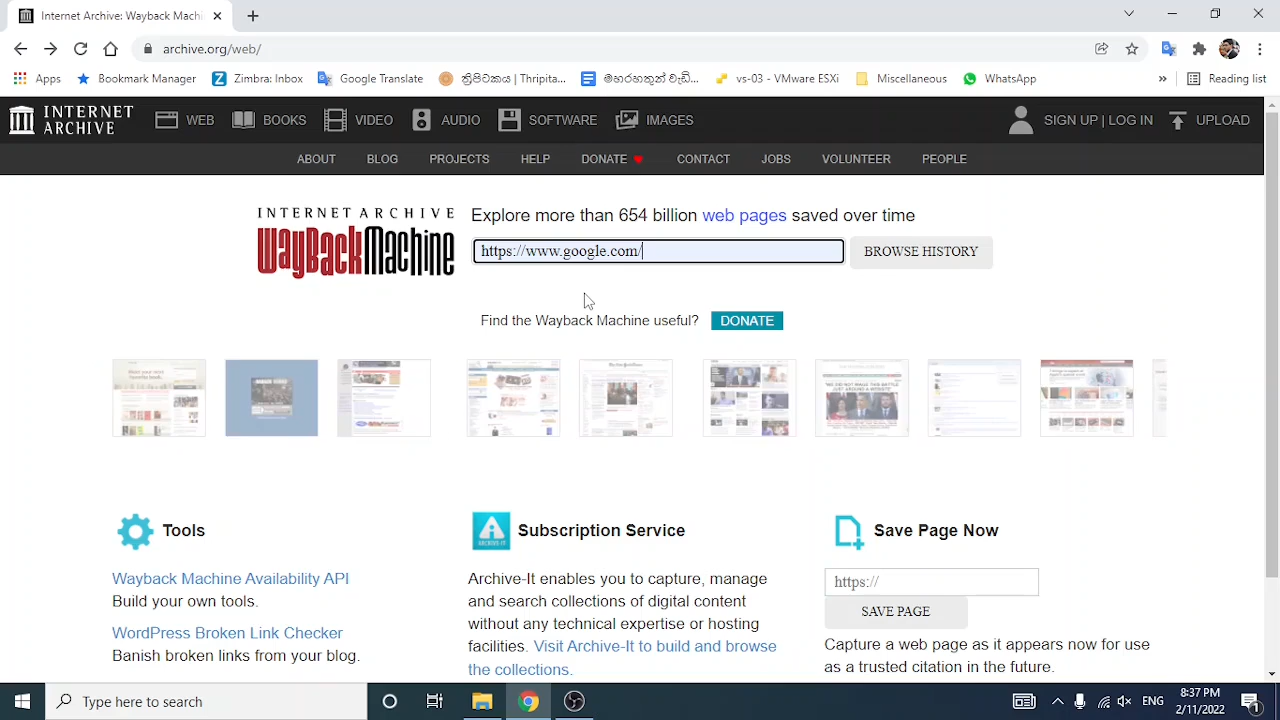 Internet Archive: Wayback Machi
archive.org/web/
Apps
Bookmark Manager
Zimbra: Inbox
Google Translate
ත්‍රිපිටකය | Thripita...
vs-03 - VMware ESXi
Miscellaneous
WhatsApp
»
Reading list
INTERNET ARCHIVE
WEB
BOOKS
VIDEO
AUDIO
SOFTWARE
IMAGES
SIGN UP | LOG IN
UPLOAD
ABOUT
BLOG
PROJECTS
HELP
DONATE
CONTACT
JOBS
VOLUNTEER
PEOPLE
INTERNET ARCHIVE
WayBackMachine
Explore more than 654 billion web pages saved over time
https://www.google.com/
BROWSE HISTORY
Find the Wayback Machine useful?
DONATE
Tools
Wayback Machine Availability API
Build your own tools.
WordPress Broken Link Checker
Banish broken links from your blog.
Subscription Service
Archive-It enables you to capture, manage
and search collections of digital content
without any technical expertise or hosting
facilities. Visit Archive-It to build and browse
the collections.
Save Page Now
https://
SAVE PAGE
Capture a web page as it appears now for use
as a trusted citation in the future.
Type here to search
ENG
8:37 PM
2/11/2022
1